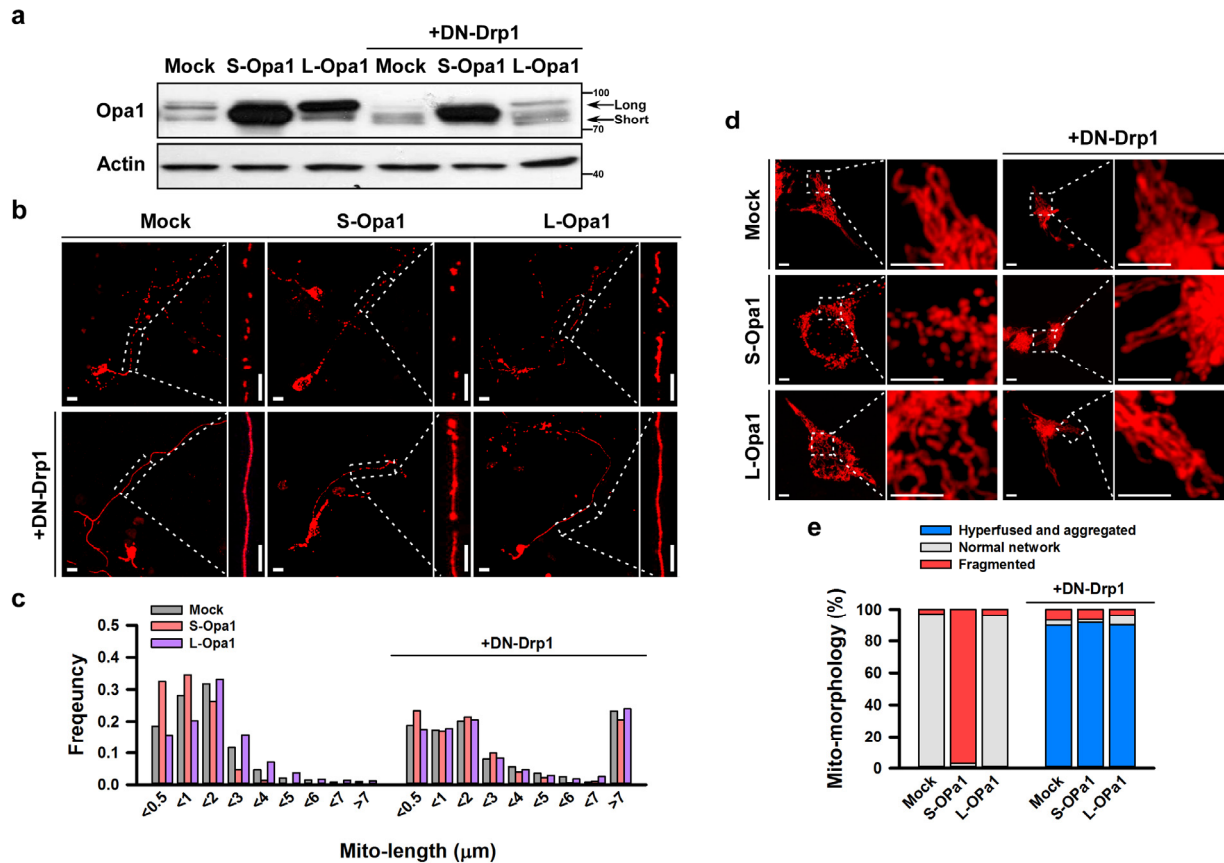 a
+DN-Drp1
Mock S-Opa1 L-Opa1 Mock S-Opa1 L-Opa1
Opa1
100
Long
Short
70
Actin
40
b
Mock S-Opa1 L-Opa1
+DN-Drp1
c
Mock
S-Opa1
L-Opa1
+DN-Drp1
Freqeuncy
0.5
0.4
0.3
0.2
0.1
0.0
<0.5 <1 <2 <3 <4 <5 <6 <7 >7 <0.5 <1 <2 <3 <4 <5 <6 <7 >7
Mito-length (μm)
d
+DN-Drp1
Mock
S-Opa1
L-Opa1
e
Hyperfused and aggregated
Normal network
Fragmented
+DN-Drp1
Mito-morphology (%)
100
80
60
40
20
0
Mock S-OPa1 L-OPa1 Mock S-OPa1 L-OPa1